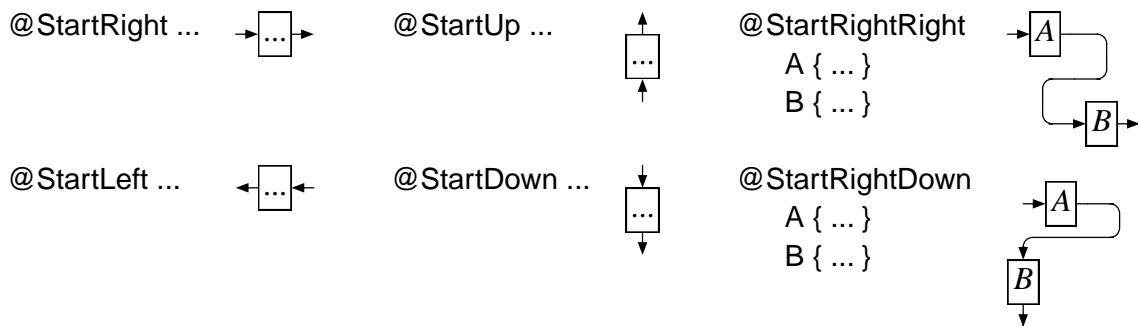 @StartRight ... ... @StartUp ... ... @StartRightRight A
A { ... }
B { ... } B
@StartLeft ... ... @StartDown ... ... @StartRightDown
A { ... } A
B { ... } B